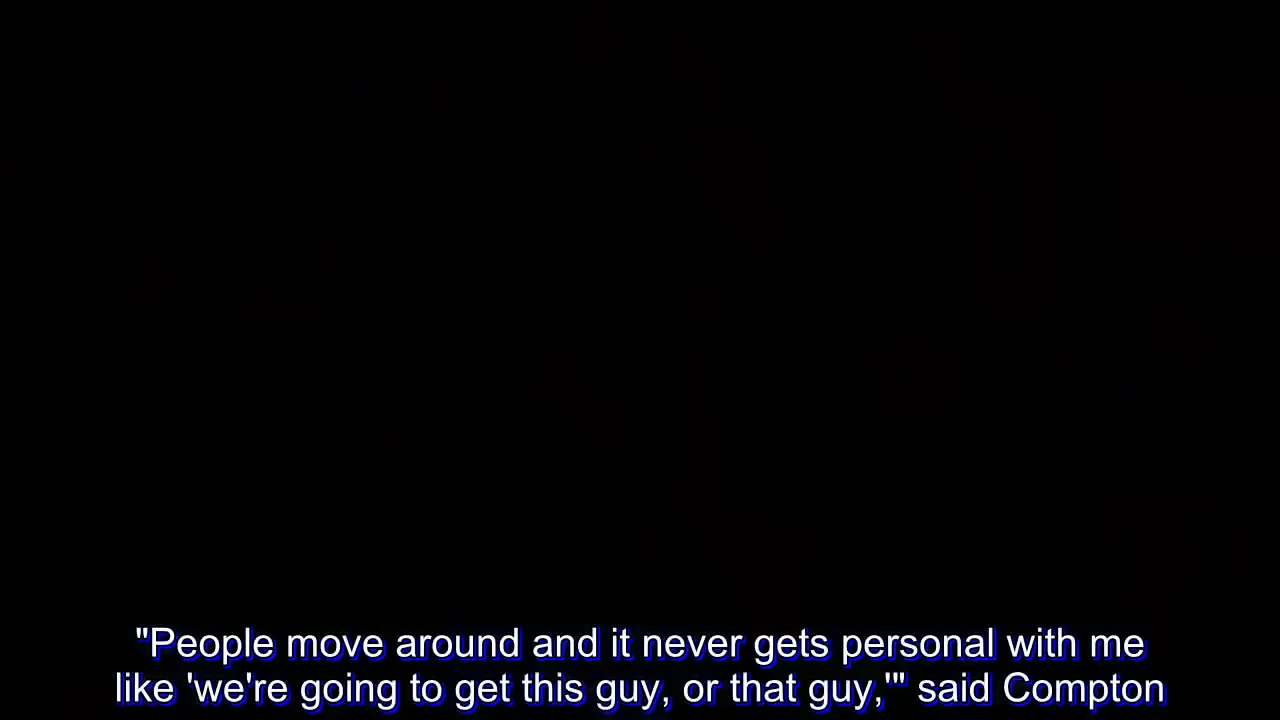 "People move around and it never gets personal with me
like 'we're going to get this guy, or that guy,'" said Compton